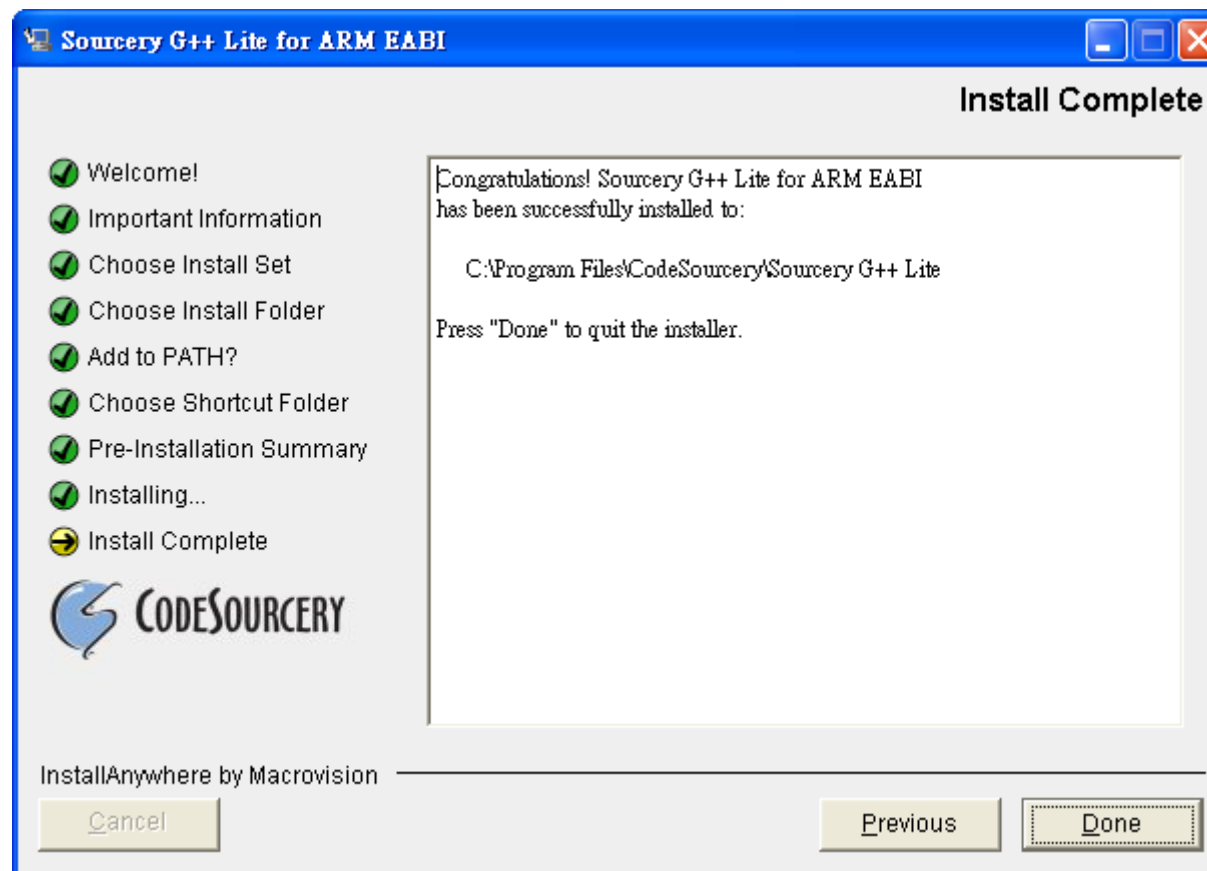 Sourcery G++ Lite for ARM EABI
Install Complete
Welcome!
Important Information
Choose Install Set
Choose Install Folder
Add to PATH?
Choose Shortcut Folder
Pre-Installation Summary
Installing...
Install Complete
CODESOURCERY
Congratulations! Sourcery G++ Lite for ARM EABI
has been successfully installed to:
C:\Program Files\CodeSourcery\Sourcery G++ Lite
Press "Done" to quit the installer.
InstallAnywhere by Macrovision
Cancel
Previous
Done